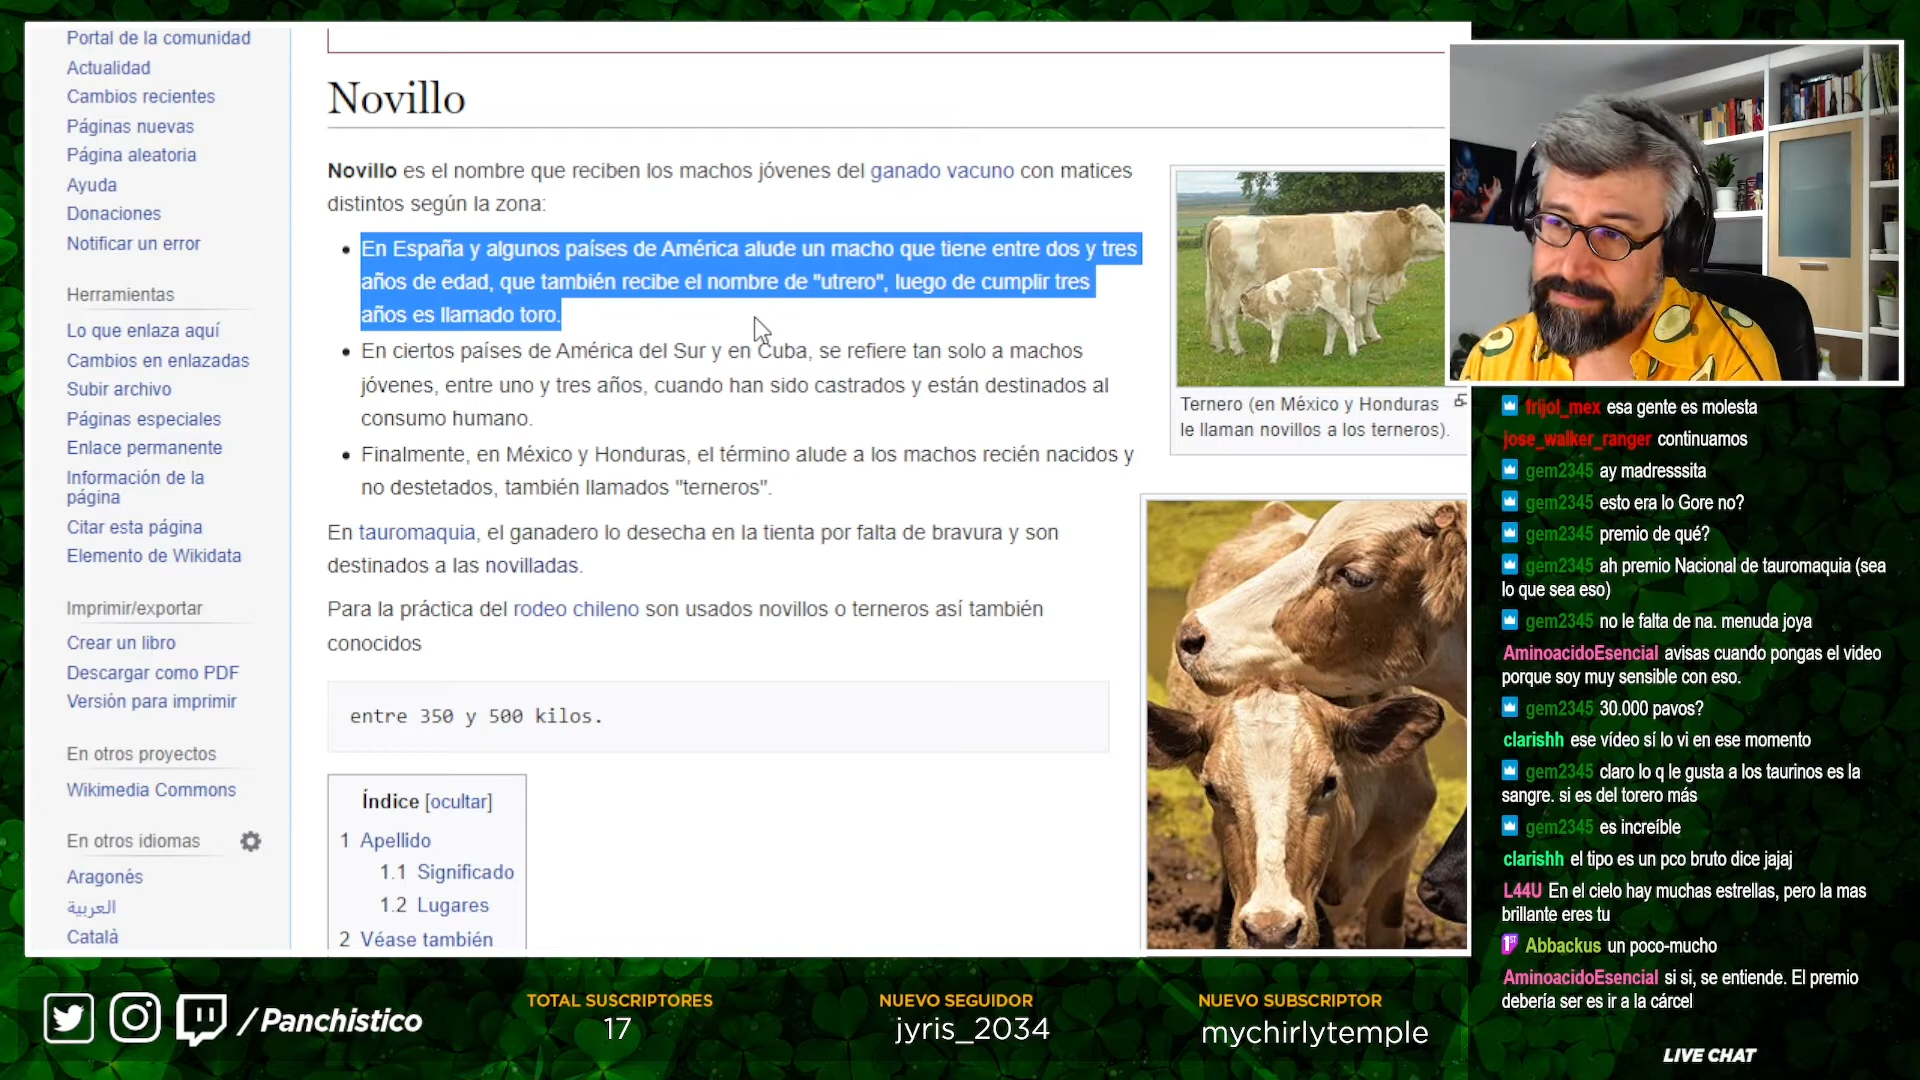 Portal de la comunidad
Actualidad
Cambios recientes
Páginas nuevas
Página aleatoria
Ayuda
Donaciones
Notificar un error
Herramientas
Lo que enlaza aquí
Cambios en enlazadas
Subir archivo
Páginas especiales
Enlace permanente
Información de la
página
Citar esta página
Elemento de Wikidata
Imprimir/exportar
Crear un libro
Descargar como PDF
Versión para imprimir
En otros proyectos
Wikimedia Commons
En otros idiomas
Aragonés
العربية
Català
Novillo
Novillo es el nombre que reciben los machos jóvenes del ganado vacuno con matices
distintos según la zona:
En España y algunos países de América alude un macho que tiene entre dos y tres
años de edad, que también recibe el nombre de "utrero", luego de cumplir tres
años es llamado toro.
En ciertos países de América del Sur y en Cuba, se refiere tan solo a machos
jóvenes, entre uno y tres años, cuando han sido castrados y están destinados al
consumo humano.
Finalmente, en México y Honduras, el término alude a los machos recién nacidos y
no destetados, también llamados "terneros".
En tauromaquia, el ganadero lo desecha en la tienta por falta de bravura y son
destinados a las novilladas.
Para la práctica del rodeo chileno son usados novillos o terneros así también
conocidos
entre 350 y 500 kilos.
Índice [ocultar]
1 Apellido
1.1 Significado
1.2 Lugares
2 Véase también
Ternero (en México y Honduras
le llaman novillos a los terneros).
frijol_mex esa gente es molesta
jose_walker_ranger continuamos
gem2345 ay madresssita
gem2345 esto era lo Gore no?
gem2345 premio de qué?
gem2345 ah premio Nacional de tauromaquia (sea
lo que sea eso)
gem2345 no le falta de na. menuda joya
AminoacidoEsencial avisas cuando pongas el video
porque soy muy sensible con eso.
gem2345 30.000 pavos?
clarishh ese vídeo sí lo vi en ese momento
gem2345 claro lo q le gusta a los taurinos es la
sangre. si es del torero más
gem2345 es increíble
clarishh el tipo es un pco bruto dice jajaj
L44U En el cielo hay muchas estrellas, pero la mas
brillante eres tu
1ST Abbackus un poco-mucho
AminoacidoEsencial si si, se entiende. El premio
debería ser es ir a la cárcel
LIVE CHAT
/Panchistico
TOTAL SUSCRIPTORES
17
NUEVO SEGUIDOR
jyris_2034
NUEVO SUBSCRIPTOR
mychirlytemple